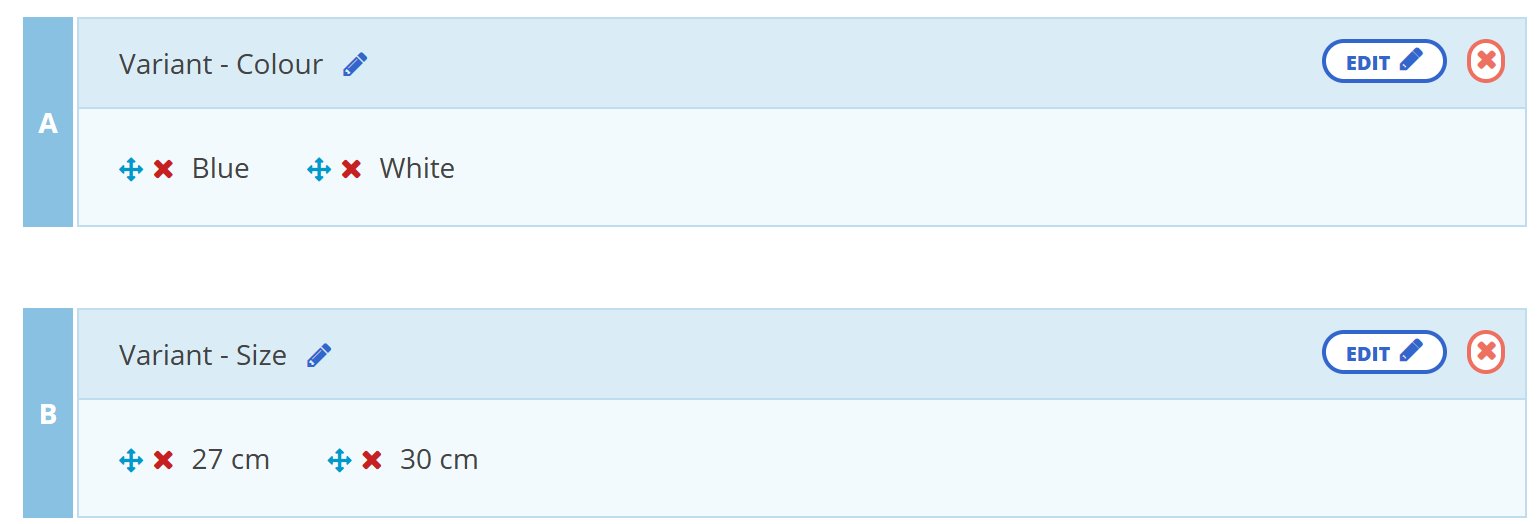 A
Variant - Colour
EDIT
Blue
White
B
Variant - Size
EDIT
27 cm
30 cm